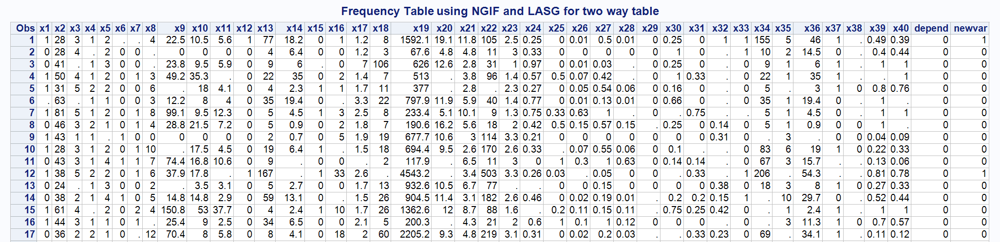 Frequency Table using NGIF and LASG for two way table
Obs x1 x2 x3 x4 x5 x6 x7 x8 x9 x10 x11 x12 x13 x14 x15 x16 x17 x18 x19 x20 x21 x22 x23 x24 x25 x26 x27 x28 x29 x30 x31 x32 x33 x34 x35 x36 x37 x38 x39 x40 depend newvar
1 1 28 3 1 2 . . 4 22.5 10.5 5.6 1 77 18.2 0 1 1.2 8 1592.1 19.1 11.8 105 2.5 0.25 0 0.01 0.5 0.01 0 0.25 0 1 1 155 5 46 1 . 0.49 0.39 0 1
2 0 28 4 . 2 0 0 . 0 0 0 0 4 6.4 0 0 1.2 3 67.6 4.8 4.8 11 3 0.33 0 0 0 0 0 1 0 . 1 10 2 14.5 0 . 0.4 0.44 0 0
3 0 41 . 1 3 0 0 . 23.8 9.5 5.9 0 9 6 . 0 7 106 626 12.6 2.8 31 1 0.97 0 0.01 0.03 . 0 0.25 0 . 0 9 1 6 1 . 1 1 0 0
4 1 50 4 1 2 0 1 3 49.2 35.3 . 0 22 35 0 2 1.4 7 513 . 3.8 96 1.4 0.57 0.5 0.07 0.42 . 0 1 0.33 . 0 22 1 35 1 . . 1 0 0
5 1 31 5 2 2 0 0 6 . 18 4.1 0 4 2.3 1 1 1.7 11 377 . 2.8 . 2.3 0.27 0 0.05 0.54 0.06 0 0.16 0 . 0 5 . 3 1 0 0.8 0.76 0 0
6 . 63 . 1 1 0 0 3 12.2 8 4 0 35 19.4 0 . 3.3 22 797.9 11.9 5.9 40 1.4 0.77 0 0.01 0.13 0.01 0 0.66 0 . 0 35 1 19.4 0 . 1 . 0 0
7 1 81 5 1 2 0 1 8 99.1 9.5 12.3 0 5 4.5 1 3 2.5 8 233.4 5.1 10.1 9 1.3 0.75 0.33 0.63 1 . 0 . 0.75 . . 5 1 4.5 0 . 1 1 0 0
8 0 46 3 2 1 0 1 4 28.8 21.5 7.2 0 5 0.9 0 2 1.8 7 190.6 16.2 5.6 18 2 0.42 0.5 0.15 0.57 0.15 . 0.25 0 0.14 0 5 1 0.9 0 0 1 . 0 0
9 1 43 1 1 . 1 0 0 0 0 0 0 2 0.7 0 5 1.9 19 677.7 10.6 3 114 3.3 0.21 0 0 0 0 0 0 0 0.31 0 . 3 . 0 0 0.04 0.09 0 0
10 1 28 3 1 2 0 1 10 . 17.5 4.5 0 19 6.4 1 . 1.5 18 694.4 9.5 2.6 170 2.6 0.33 . 0.07 0.55 0.06 0 0.1 . . 0 83 6 19 1 0 0.22 0.33 0 0
11 0 43 3 1 4 1 1 7 74.4 16.8 10.6 0 9 . 0 0 . 2 117.9 . 6.5 11 3 0 1 0.3 1 0.63 0 0.14 0.14 . 0 67 3 15.7 . . 0.13 0.06 0 0
12 1 38 5 2 2 0 1 6 37.9 17.8 . 1 167 . 1 33 2.6 . 4543.2 . 3.4 503 3.3 0.26 0.03 . 0.05 0 0 . 0.33 . 1 206 . 54.3 . . 0.81 0.78 0 1
13 0 24 . 1 3 0 0 2 . 3.5 3.1 0 5 2.7 0 0 1.7 13 932.6 10.5 6.7 77 . . 0 0 0.15 0 0 0 0 0.38 0 18 3 8 1 0 0.27 0.33 0 0
14 0 38 2 1 4 1 0 5 14.8 14.8 2.9 0 59 13.1 0 . 1.5 26 904.5 11.4 3.1 182 2.6 0.46 0 0.02 0.19 0.01 . 0.2 0.2 0.15 1 . 10 29.7 0 . 0.52 0.44 0 0
15 1 61 4 . 2 0 2 4 150.8 53 37.7 0 4 2.4 1 10 1.7 26 1362.6 12 8.7 88 1.6 . 0.2 0.11 0.15 0.11 . 0.75 0.25 0.42 0 . 1 2.4 1 . 1 1 0 0
16 1 44 3 1 1 0 1 . 25.4 9 2.5 0 34 6.5 0 0 2.1 5 200.3 . 4.3 21 2 0.6 1 0.1 1 0.12 0 0 0 . 0 . 3 11.3 1 0 0.7 0.57 0 0
17 0 36 2 2 1 0 . 12 70.4 8 5.8 0 8 4.1 0 18 2 60 2205.2 9.3 4.8 219 3.1 0.31 0 0.02 0.2 0.03 . . 0.33 0.23 0 69 . 34.1 1 . 0.11 0.12 0 0